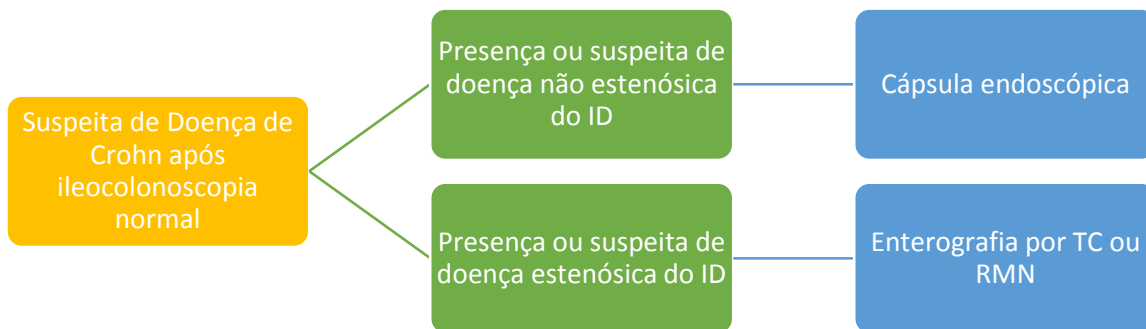 Suspeita de Doença de
Crohn após
ileocolonoscopia
normal
Presença ou suspeita de
doença não estenósica
do ID
Cápsula endoscópica
Presença ou suspeita de
doença estenósica do ID
Enterografia por TC ou
RMN